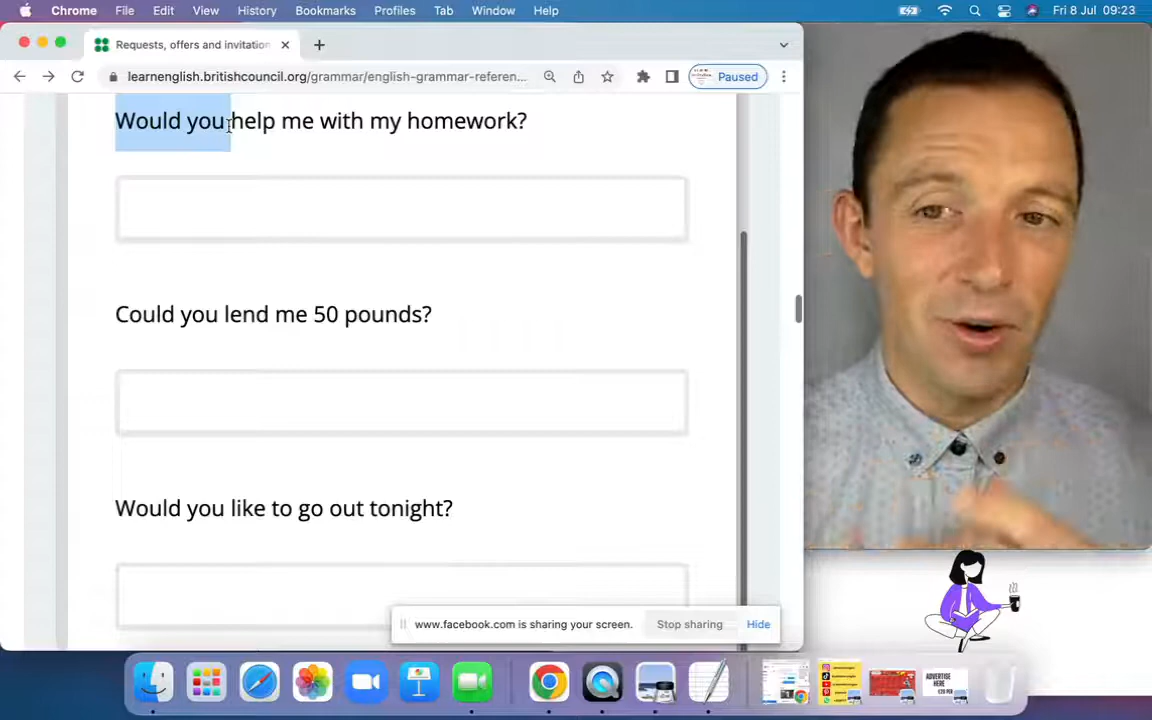 Chrome File Edit View History Bookmarks Profiles Tab Window Help Fri 8 Jul 09:23
Requests, offers and invitation
learnenglish.britishcouncil.org/grammar/english-grammar-referen... Paused
Would you help me with my homework?
Could you lend me 50 pounds?
Would you like to go out tonight?
www.facebook.com is sharing your screen. Stop sharing Hide
ADVERTISE
HERE